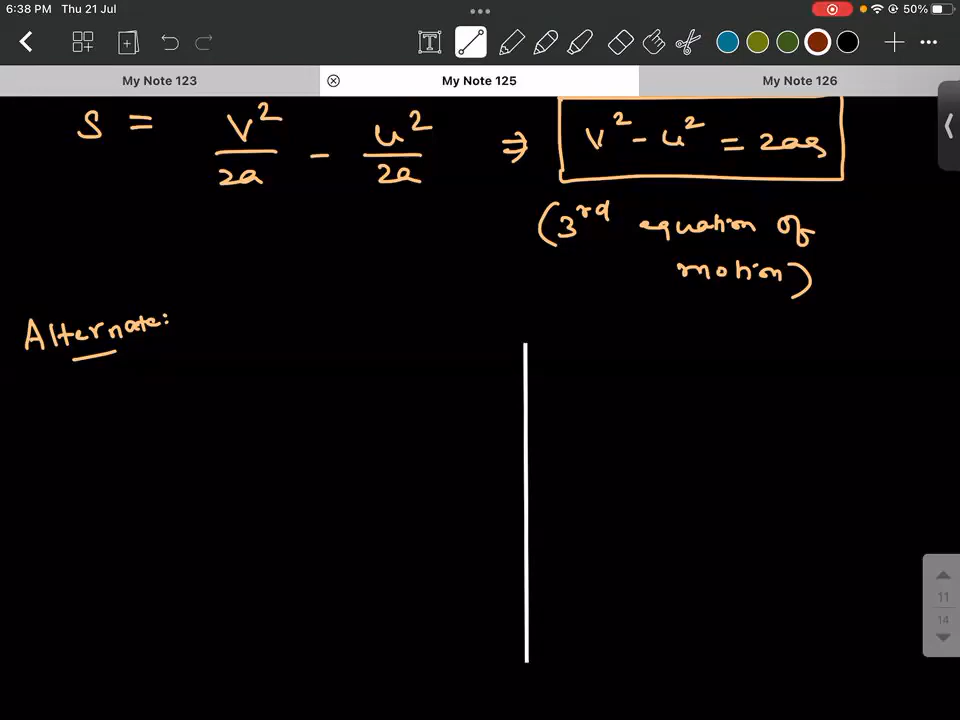 6:38 PM Thu 21 Jul 50%
My Note 123 My Note 125 My Note 126
S = V²/2a - u²/2a ⇒ V² - u² = 2as
(3rd equation of
motion)
Alternate:
11
14